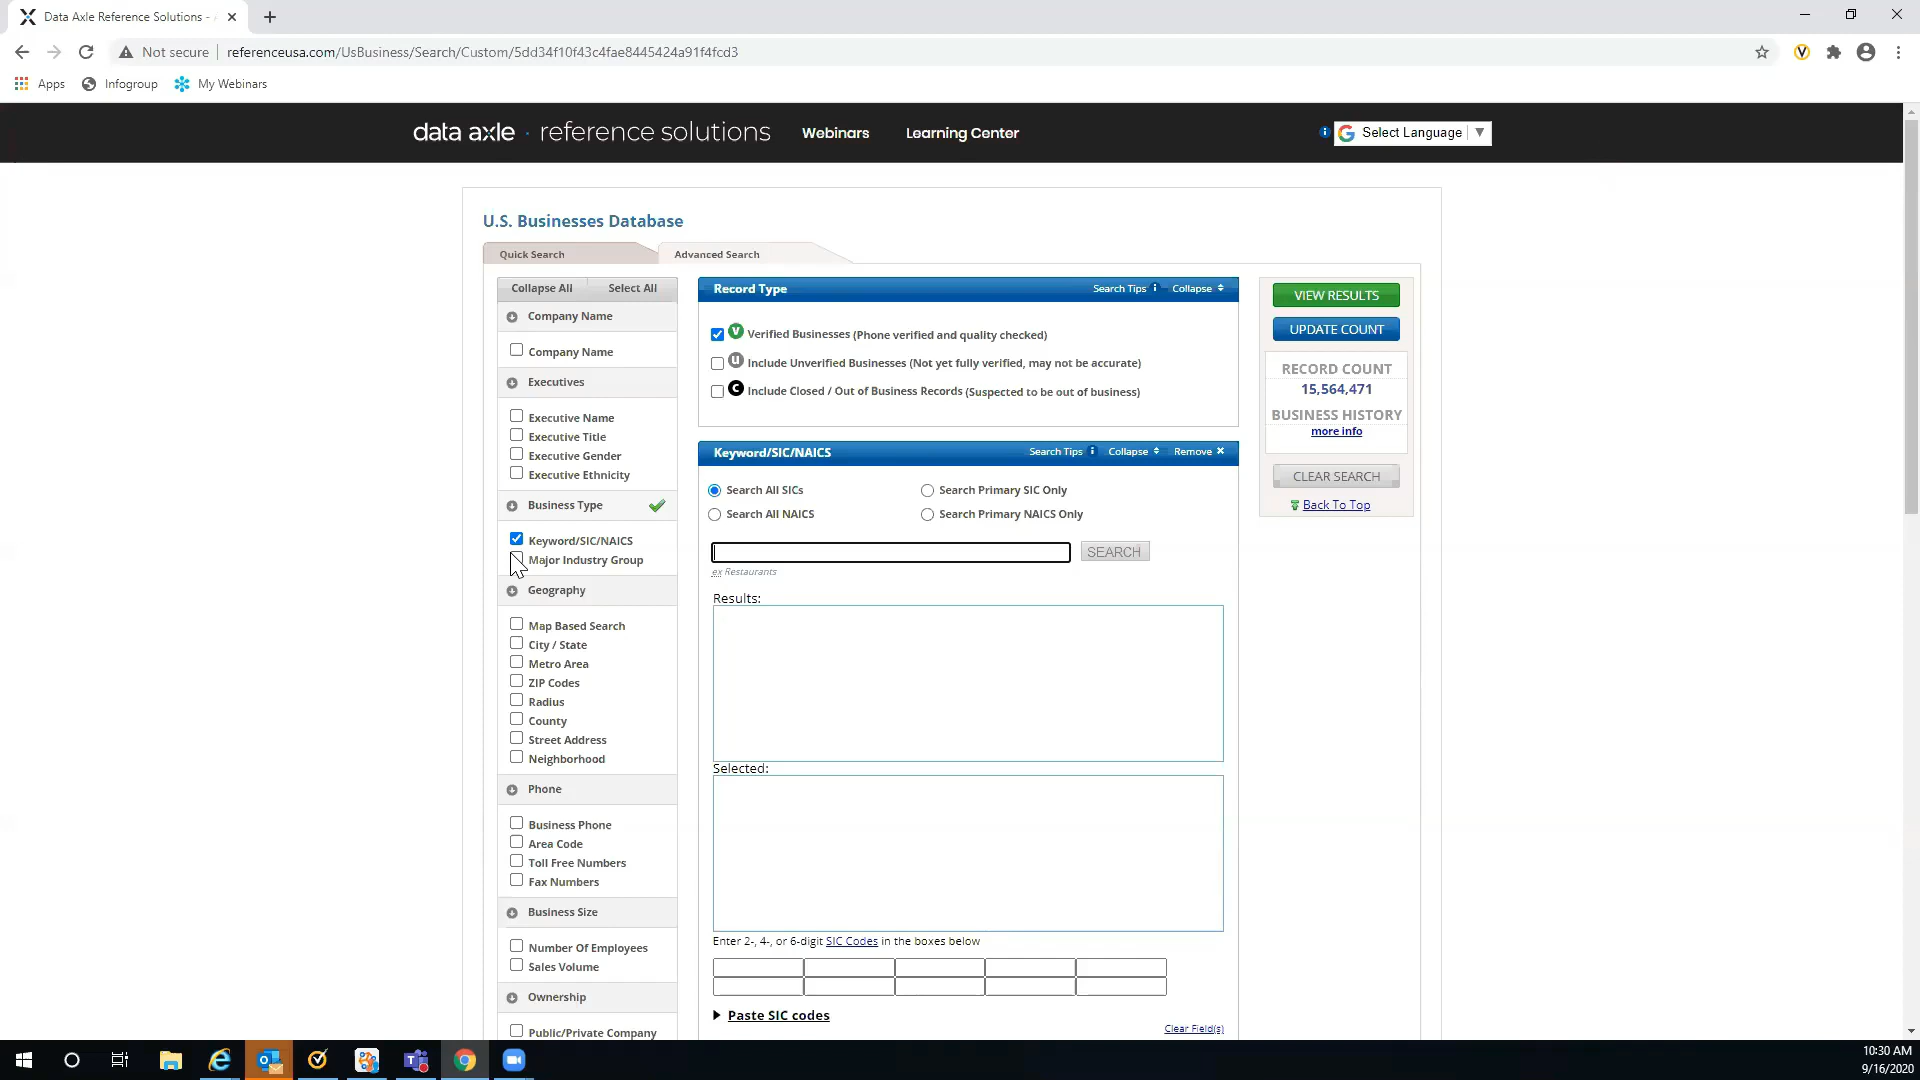 Data Axle Reference Solutions -
Not secure
referenceusa.com/UsBusiness/Search/Custom/5dd34f10f43c4fae8445424a91f4fcd3
Apps
Infogroup
My Webinars
data axle · reference solutions
Webinars
Learning Center
Select Language
U.S. Businesses Database
Quick Search
Advanced Search
Collapse All
Select All
Company Name
Company Name
Executives
Executive Name
Executive Title
Executive Gender
Executive Ethnicity
Business Type
Keyword/SIC/NAICS
Major Industry Group
Geography
Map Based Search
City / State
Metro Area
ZIP Codes
Radius
County
Street Address
Neighborhood
Phone
Business Phone
Area Code
Toll Free Numbers
Fax Numbers
Business Size
Number Of Employees
Sales Volume
Ownership
Public/Private Company
Record Type
Search Tips
Collapse
Verified Businesses (Phone verified and quality checked)
Include Unverified Businesses (Not yet fully verified, may not be accurate)
Include Closed / Out of Business Records (Suspected to be out of business)
Keyword/SIC/NAICS
Search Tips
Collapse
Remove
Search All SICs
Search Primary SIC Only
Search All NAICS
Search Primary NAICS Only
SEARCH
ex Restaurants
Results:
Selected:
Enter 2-, 4-, or 6-digit SIC Codes in the boxes below
Paste SIC codes
Clear Field(s)
VIEW RESULTS
UPDATE COUNT
RECORD COUNT
15,564,471
BUSINESS HISTORY
more info
CLEAR SEARCH
Back To Top
10:30 AM
9/16/2020